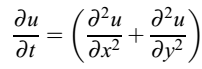 ∂u/∂t = (∂²u/∂x² + ∂²u/∂y²)